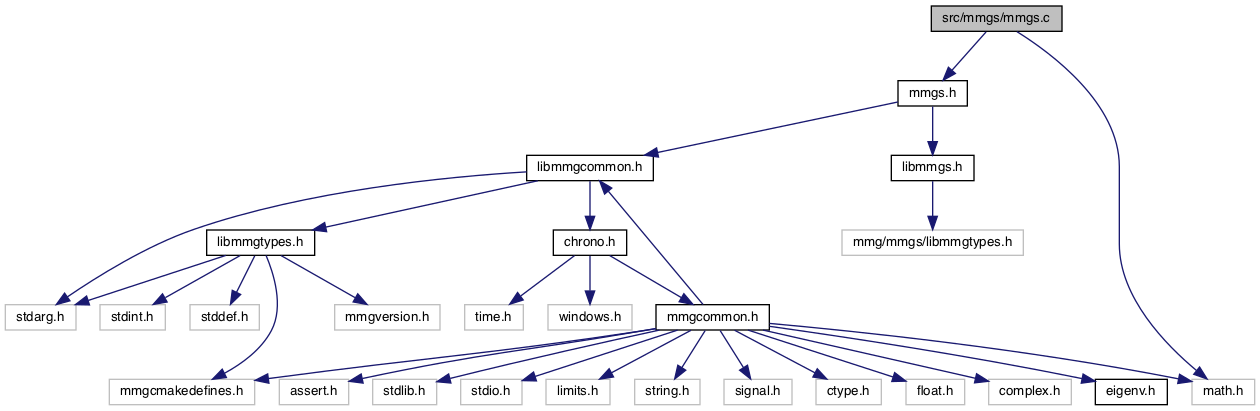 src/mmgs/mmgs.c
mmgs.h
libmmgcommon.h
libmmgs.h
libmmgtypes.h
chrono.h
mmg/mmgs/libmmgtypes.h
stdarg.h
stdint.h
stddef.h
mmgversion.h
time.h
windows.h
mmgcommon.h
mmgcmakedefines.h
assert.h
stdlib.h
stdio.h
limits.h
string.h
signal.h
ctype.h
float.h
complex.h
eigenv.h
math.h